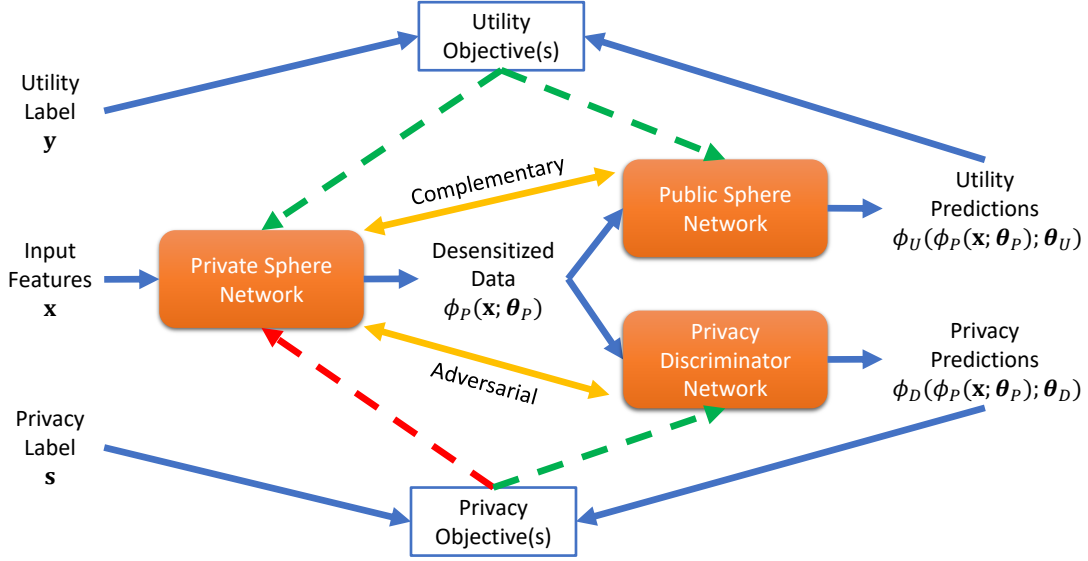 Utility
Objective(s)
Utility
Label
y
Complementary
Public Sphere
Network
Utility
Predictions
ϕ_U(ϕ_P(x; θ_P); θ_U)
Input
Features
x
Private Sphere
Network
Desensitized
Data
ϕ_P(x; θ_P)
Privacy
Discriminator
Network
Privacy
Predictions
ϕ_D(ϕ_P(x; θ_P); θ_D)
Adversarial
Privacy
Label
s
Privacy
Objective(s)